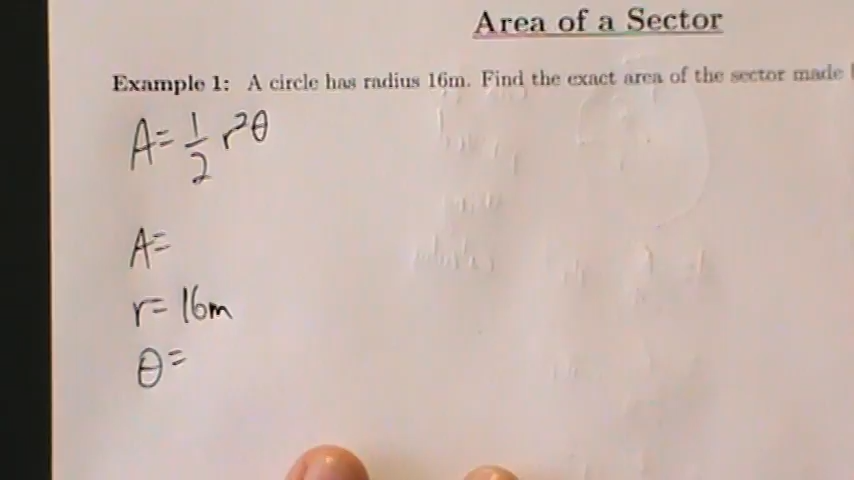 Area of a Sector
Example 1: A circle has radius 16m. Find the exact area of the sector made
A = 1/2 r²θ
A =
r = 16m
θ =